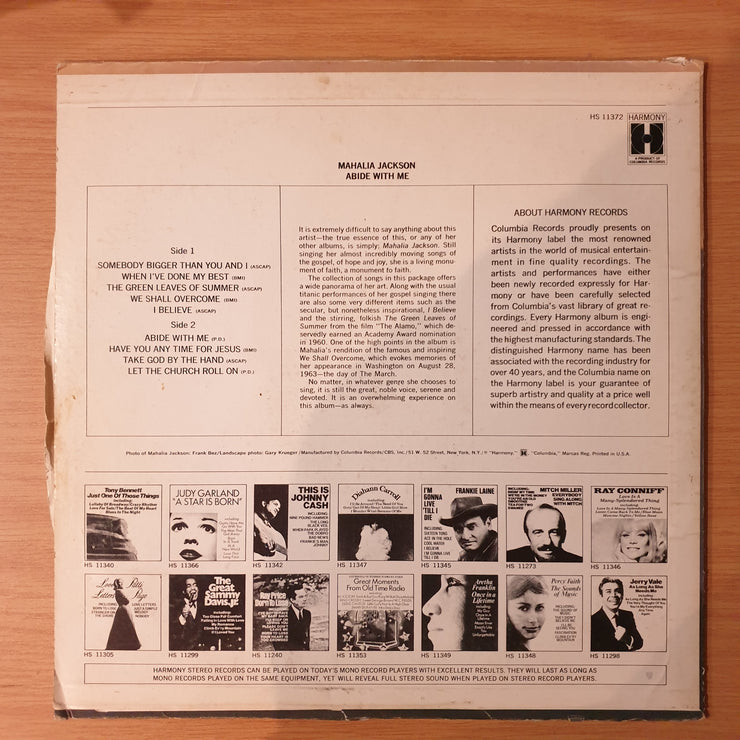 HS 11372 HARMONY
H
A PRODUCT OF
COLUMBIA RECORDS
MAHALIA JACKSON
ABIDE WITH ME
Side 1
SOMEBODY BIGGER THAN YOU AND I (ASCAP)
WHEN I'VE DONE MY BEST (BMI)
THE GREEN LEAVES OF SUMMER (ASCAP)
WE SHALL OVERCOME (BMI)
I BELIEVE (ASCAP)
Side 2
ABIDE WITH ME (P.D.)
HAVE YOU ANY TIME FOR JESUS (BMI)
TAKE GOD BY THE HAND (ASCAP)
LET THE CHURCH ROLL ON (P.D.)
It is extremely difficult to say anything about this
artist—the true essence of this, or any of her
other albums, is simply; Mahalia Jackson. Still
singing her almost incredibly moving songs of
the gospel, of hope and joy, she is a living monu-
ment of faith, a monument to faith.
The collection of songs in this package offers
a wide panorama of her art. Along with the usual
titanic performances of her gospel singing there
are also some very different items such as the
secular, but nonetheless inspirational, I Believe
and the stirring, folkish The Green Leaves of
Summer from the film "The Alamo," which de-
servedly earned an Academy Award nomination
in 1960. One of the high points in the album is
Mahalia's rendition of the famous and inspiring
We Shall Overcome, which evokes memories of
her appearance in Washington on August 28,
1963—the day of The March.
No matter, in whatever genre she chooses to
sing, it is still the great, noble voice, serene and
devoted. It is an overwhelming experience on
this album—as always.
ABOUT HARMONY RECORDS
Columbia Records proudly presents on
its Harmony label the most renowned
artists in the world of musical entertain-
ment in fine quality recordings. The
artists and performances have either
been newly recorded expressly for Har-
mony or have been carefully selected
from Columbia's vast library of great re-
cordings. Every Harmony album is engi-
neered and pressed in accordance with
the highest manufacturing standards. The
distinguished Harmony name has been
associated with the recording industry for
over 40 years, and the Columbia name on
the Harmony label is your guarantee of
superb artistry and quality at a price well
within the means of every record collector.
Photo of Mahalia Jackson: Frank Bez/Landscape photo: Gary Krueger/Manufactured by Columbia Records/CBS, Inc./51 W. 52 Street, New York, N.Y./® "Harmony," H "Columbia," Marcas Reg. Printed in U.S.A.
Tony Bennett
Just One Of Those Things
HS 11340
JUDY GARLAND
"A STAR IS BORN"
HS 11366
THIS IS
JOHNNY
CASH
HS 11342
Diahann Carroll
HS 11347
I'M
GONNA
LIVE
'TILL I
DIE
FRANKIE LAINE
HS 11345
MITCH MILLER
EVERYBODY
SING ALONG
WITH MITCH
HS 11273
RAY CONNIFF
Love Is A
Many-Splendored Thing
HS 11346
Love
Letters
Patti
Page
HS 11305
The
Great
Sammy
Davis, Jr.
HS 11299
Ray Price
Born To Lose
HS 11240
Great Moments
From Old Time Radio
HS 11353
Aretha
Franklin
Once in a
Lifetime
HS 11349
Percy Faith
The Sounds
of Music
HS 11348
Jerry Vale
As Long As She
Needs Me
HS 11298
HARMONY STEREO RECORDS CAN BE PLAYED ON TODAY'S MONO RECORD PLAYERS WITH EXCELLENT RESULTS. THEY WILL LAST AS LONG AS
MONO RECORDS PLAYED ON THE SAME EQUIPMENT, YET WILL REVEAL FULL STEREO SOUND WHEN PLAYED ON STEREO RECORD PLAYERS.